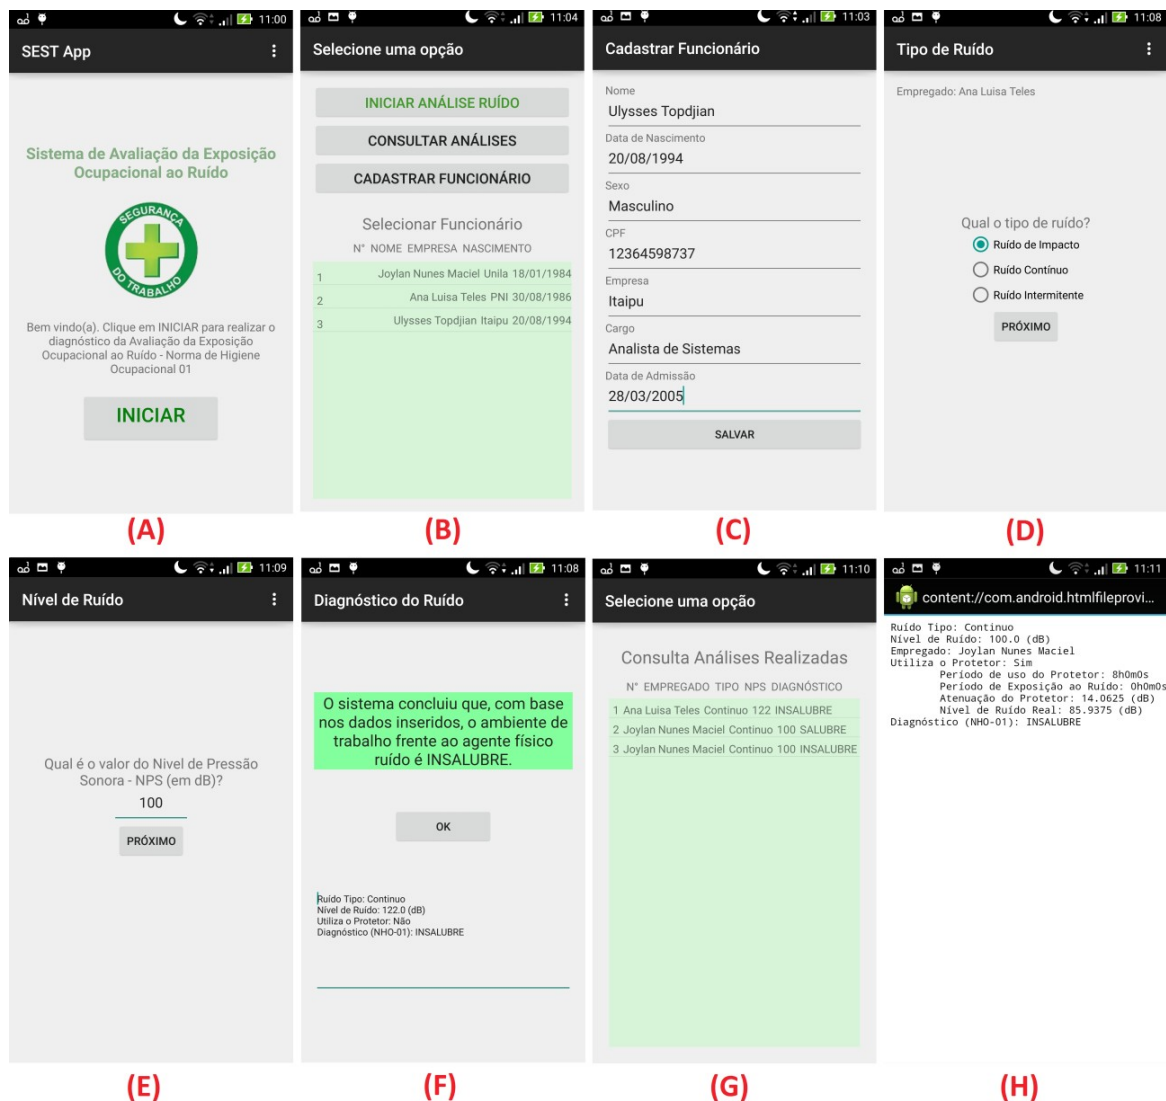 11:00
SEST App
Sistema de Avaliação da Exposição
Ocupacional ao Ruído
SEGURANÇA
DO TRABALHO
Bem vindo(a). Clique em INICIAR para realizar o
diagnóstico da Avaliação da Exposição
Ocupacional ao Ruído - Norma de Higiene
Ocupacional 01
INICIAR
(A)
11:04
Selecione uma opção
INICIAR ANÁLISE RUÍDO
CONSULTAR ANÁLISES
CADASTRAR FUNCIONÁRIO
Selecionar Funcionário
N° NOME EMPRESA NASCIMENTO
1 Joylan Nunes Maciel Unila 18/01/1984
2 Ana Luisa Teles PNI 30/08/1986
3 Ulysses Topdjian Itaipu 20/08/1994
(B)
11:03
Cadastrar Funcionário
Nome
Ulysses Topdjian
Data de Nascimento
20/08/1994
Sexo
Masculino
CPF
12364598737
Empresa
Itaipu
Cargo
Analista de Sistemas
Data de Admissão
28/03/2005
SALVAR
(C)
11:08
Tipo de Ruído
Empregado: Ana Luisa Teles
Qual o tipo de ruído?
Ruído de Impacto
Ruído Contínuo
Ruído Intermitente
PRÓXIMO
(D)
11:09
Nível de Ruído
Qual é o valor do Nivel de Pressão
Sonora - NPS (em dB)?
100
PRÓXIMO
(E)
11:08
Diagnóstico do Ruído
O sistema concluiu que, com base
nos dados inseridos, o ambiente de
trabalho frente ao agente físico
ruído é INSALUBRE.
OK
Ruído Tipo: Continuo
Nível de Ruído: 122.0 (dB)
Utiliza o Protetor: Não
Diagnóstico (NHO-01): INSALUBRE
(F)
11:10
Selecione uma opção
Consulta Análises Realizadas
N° EMPREGADO TIPO NPS DIAGNÓSTICO
1 Ana Luisa Teles Continuo 122 INSALUBRE
2 Joylan Nunes Maciel Continuo 100 SALUBRE
3 Joylan Nunes Maciel Continuo 100 INSALUBRE
(G)
11:11
content://com.android.htmlfileprovi...
Ruído Tipo: Continuo
Nível de Ruído: 100.0 (dB)
Empregado: Joylan Nunes Maciel
Utiliza o Protetor: Sim
Período de uso do Protetor: 8h0m0s
Período de Exposição ao Ruído: 0h0m0s
Atenuação do Protetor: 14.0625 (dB)
Nível de Ruído Real: 85.9375 (dB)
Diagnóstico (NHO-01): INSALUBRE
(H)